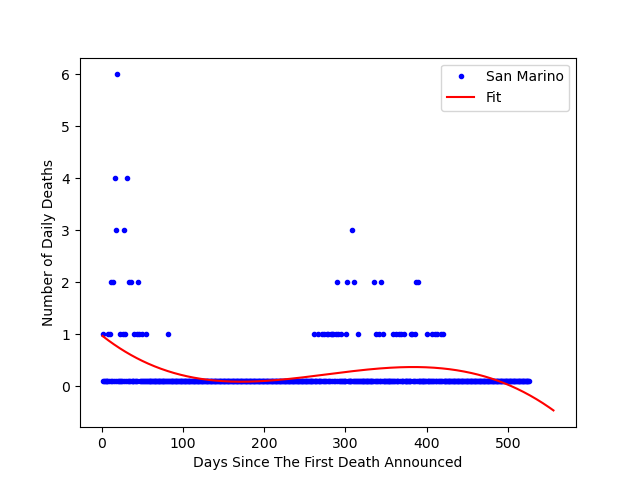 San Marino
Fit
6
5
4
3
2
1
0
Number of Daily Deaths
0 100 200 300 400 500
Days Since The First Death Announced